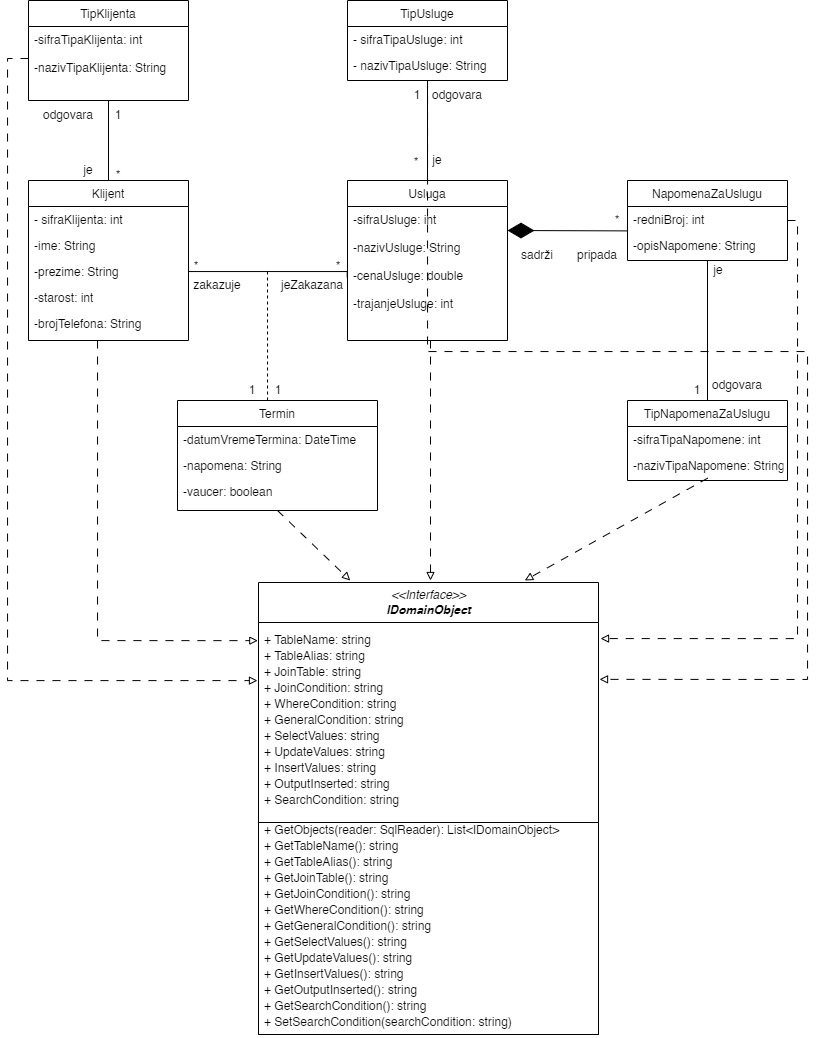 TipKlijenta
-sifraTipaKlijenta: int
-nazivTipaKlijenta: String
TipUsluge
- sifraTipaUsluge: int
- nazivTipaUsluge: String
odgovara
1
je
*
1
odgovara
*
je
Klijent
- sifraKlijenta: int
-ime: String
-prezime: String
-starost: int
-brojTelefona: String
*
zakazuje
*
jeZakazana
Usluga
-sifraUsluge: int
-nazivUsluge: String
-cenaUsluge: double
-trajanjeUsluge: int
sadrži
*
pripada
NapomenaZaUslugu
-redniBroj: int
-opisNapomene: String
je
1
odgovara
1
1
Termin
-datumVremeTermina: DateTime
-napomena: String
-vaucer: boolean
TipNapomenaZaUslugu
-sifraTipaNapomene: int
-nazivTipaNapomene: String
<<Interface>>
IDomainObject
+ TableName: string
+ TableAlias: string
+ JoinTable: string
+ JoinCondition: string
+ WhereCondition: string
+ GeneralCondition: string
+ SelectValues: string
+ UpdateValues: string
+ InsertValues: string
+ OutputInserted: string
+ SearchCondition: string
+ GetObjects(reader: SqlReader): List<IDomainObject>
+ GetTableName(): string
+ GetTableAlias(): string
+ GetJoinTable(): string
+ GetJoinCondition(): string
+ GetWhereCondition(): string
+ GetGeneralCondition(): string
+ GetSelectValues(): string
+ GetUpdateValues(): string
+ GetInsertValues(): string
+ GetOutputInserted(): string
+ GetSearchCondition(): string
+ SetSearchCondition(searchCondition: string)